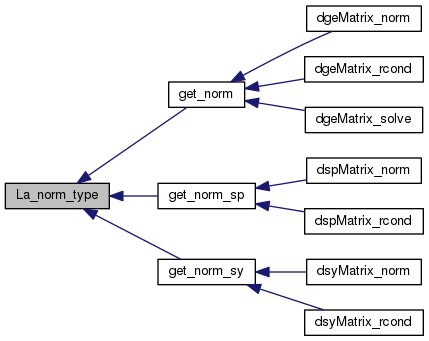 dgeMatrix_norm
dgeMatrix_rcond
get_norm
dgeMatrix_solve
dspMatrix_norm
La_norm_type
get_norm_sp
dspMatrix_rcond
get_norm_sy
dsyMatrix_norm
dsyMatrix_rcond